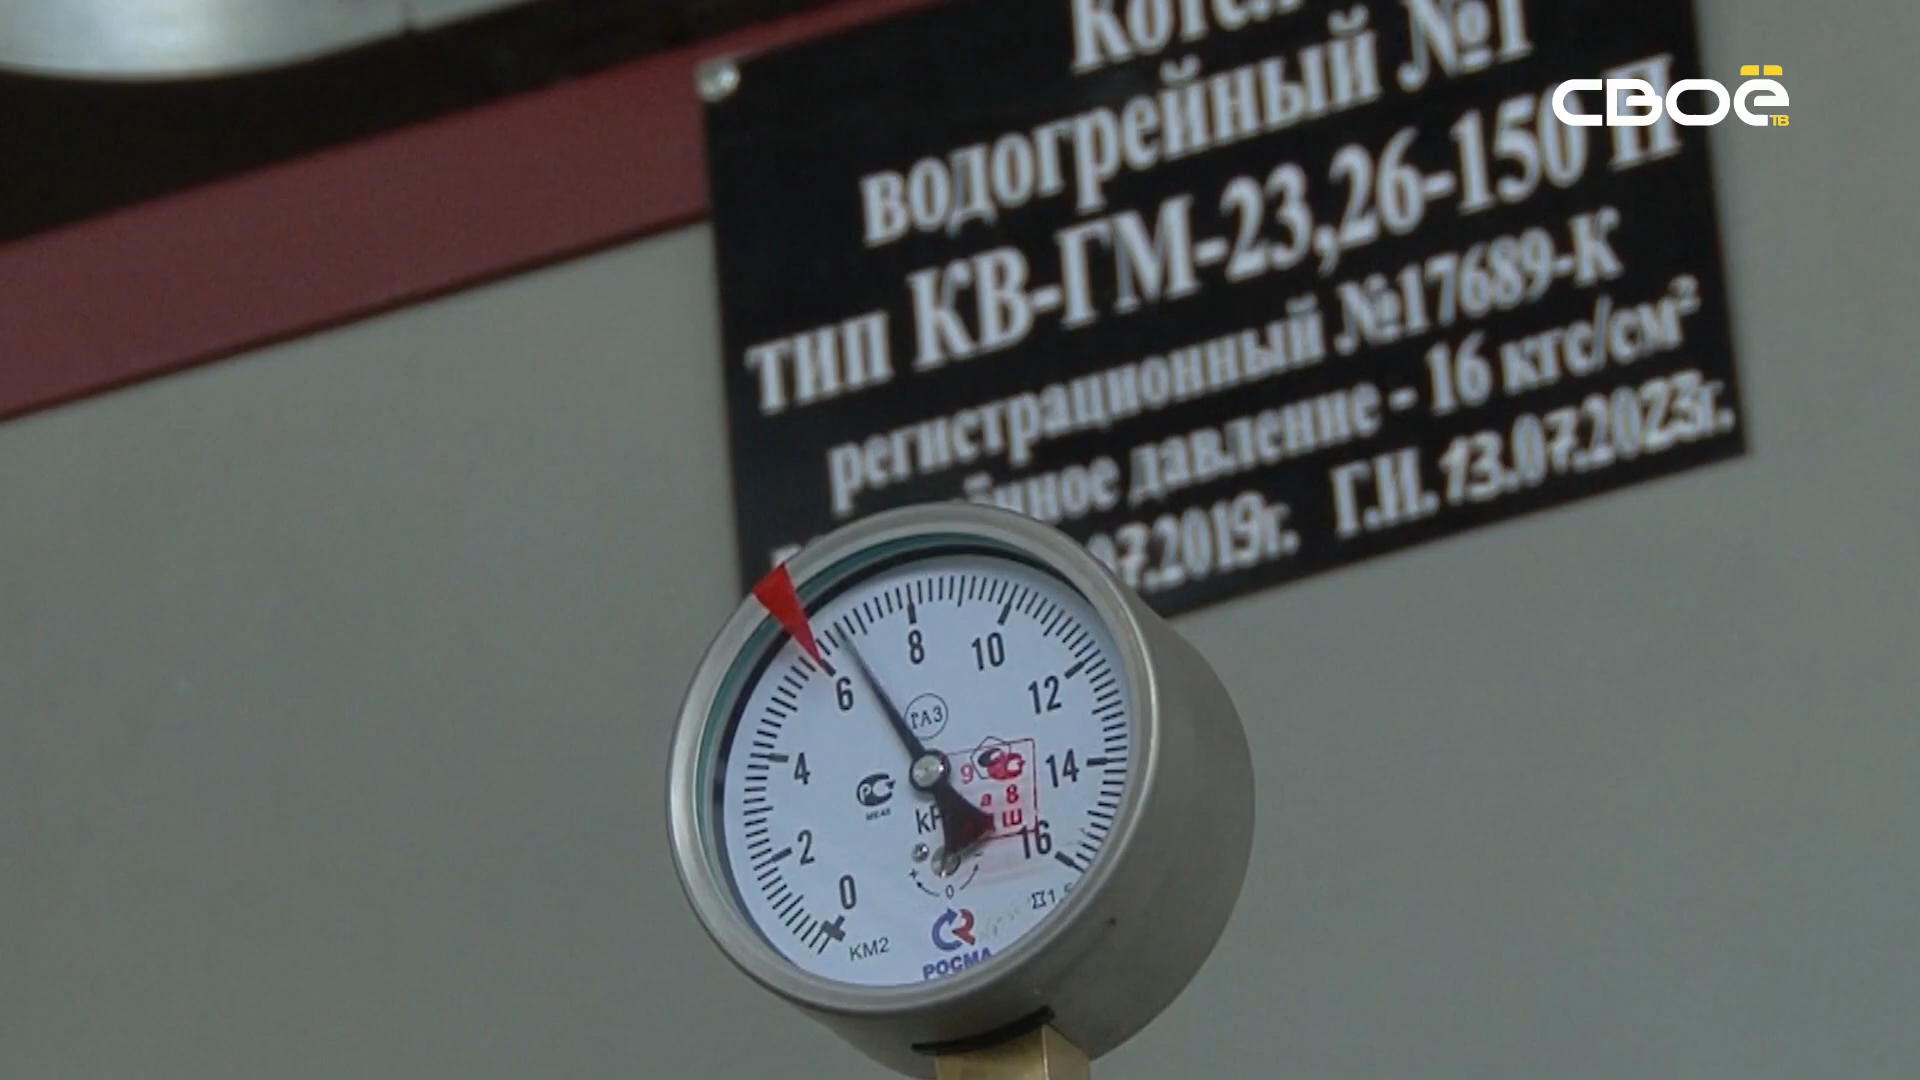 Котел
водогрейный №1
тип КВ-ГМ-23,26-150 П
регистрационный №17689-К
давление - 16 кгс/см²
07.2019г. Г.И. 13.07.2023г.
СВОЁ
ТВ
0
2
4
6
8
10
12
14
16
ГАЗ
РОСМА
КМ2